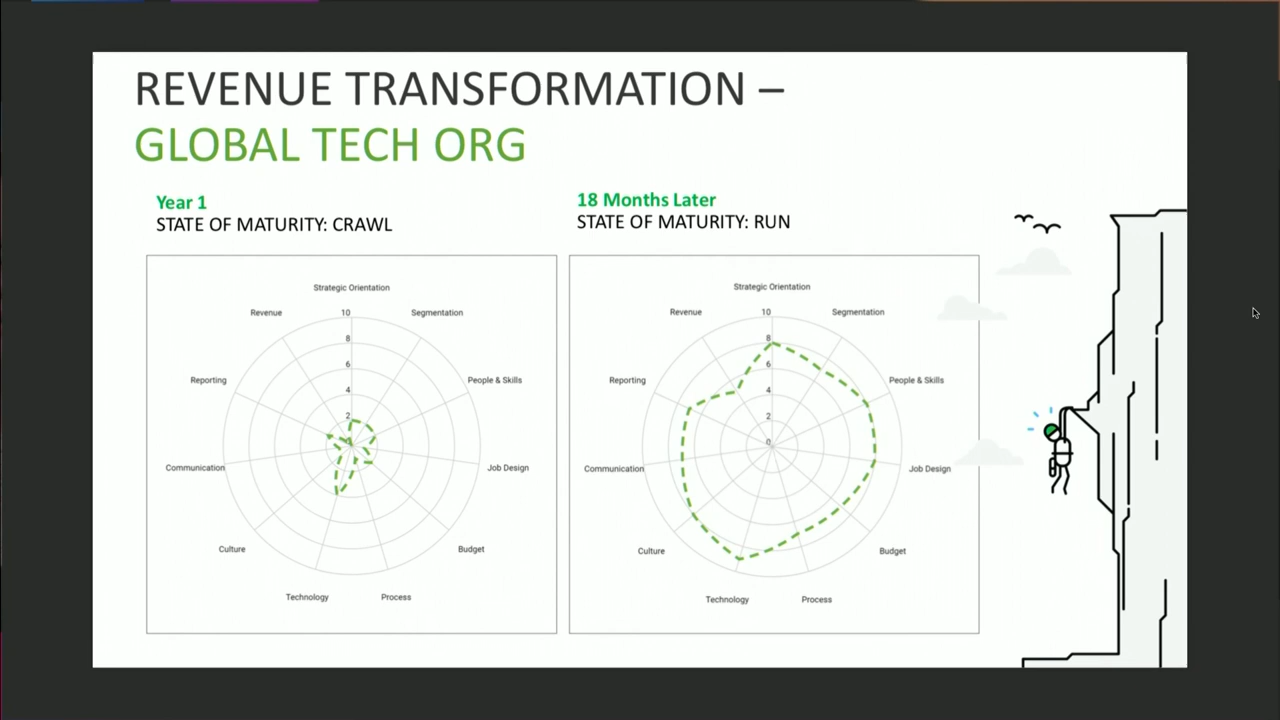 REVENUE TRANSFORMATION –
GLOBAL TECH ORG
Year 1
STATE OF MATURITY: CRAWL
18 Months Later
STATE OF MATURITY: RUN
Strategic Orientation
Revenue
Segmentation
10
8
Reporting
6
People & Skills
4
2
0
Communication
Job Design
Culture
Budget
Technology
Process
Strategic Orientation
Revenue
Segmentation
10
8
Reporting
6
People & Skills
4
2
0
Communication
Job Design
Culture
Budget
Technology
Process